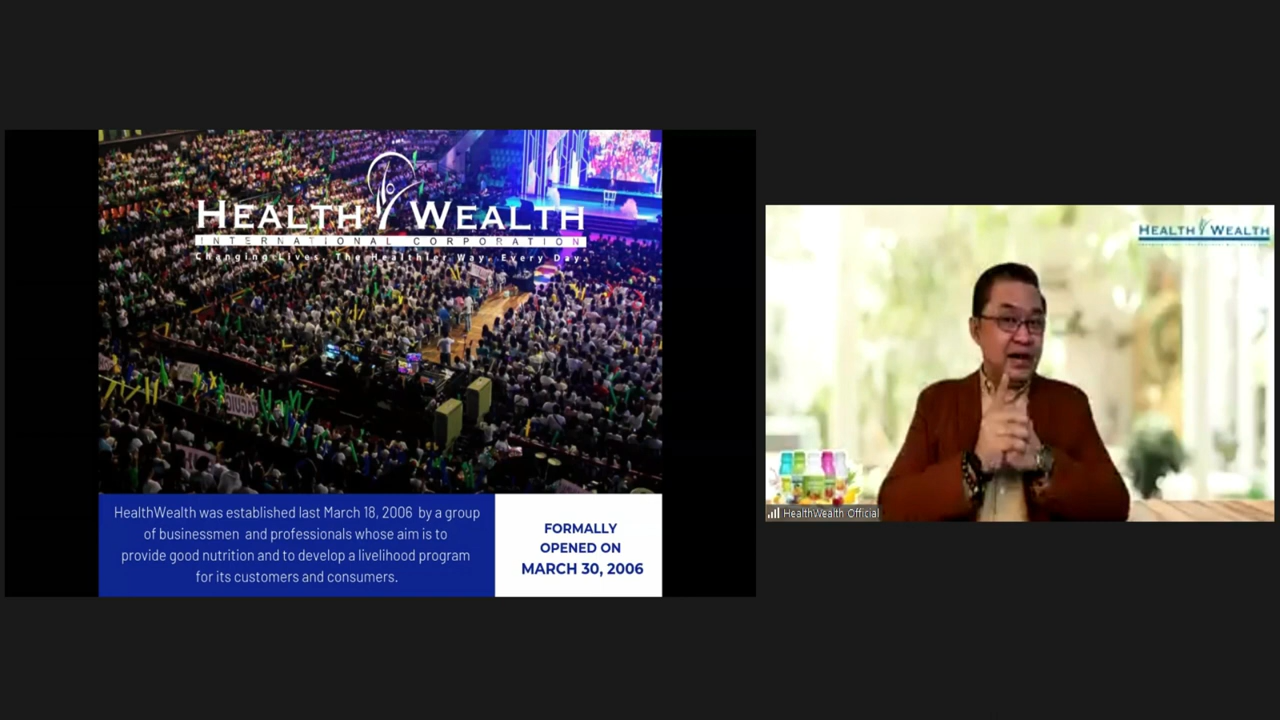 HEALTH WEALTH
INTERNATIONAL CORPORATION
Changing Lives. The Healthier Way. Every Day.
TAGUIG
HealthWealth was established last March 18, 2006 by a group
of businessmen and professionals whose aim is to
provide good nutrition and to develop a livelihood program
for its customers and consumers.
FORMALLY
OPENED ON
MARCH 30, 2006
HEALTH WEALTH
HealthWealth Official